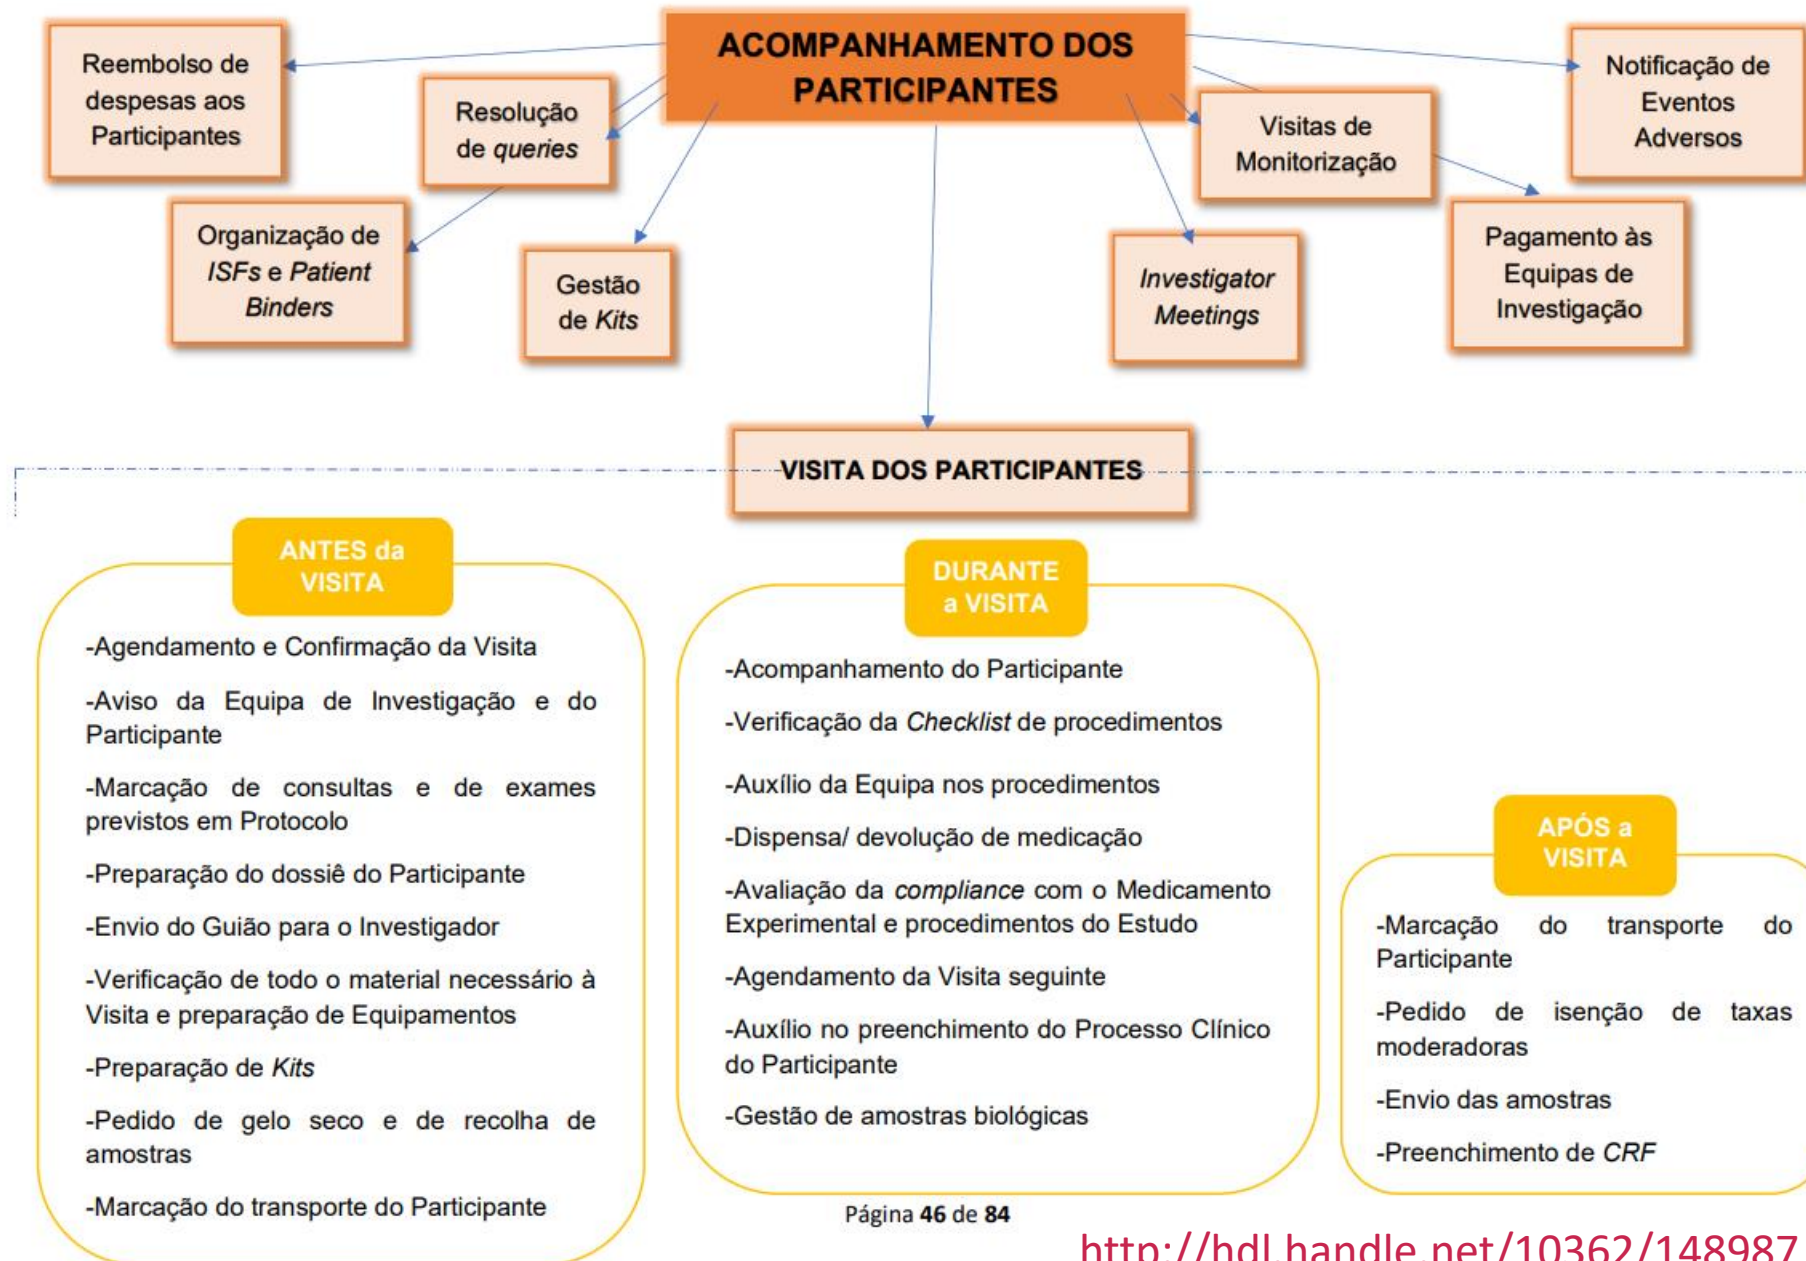 ACOMPANHAMENTO DOS
PARTICIPANTES
Reembolso de
despesas aos
Participantes
Resolução
de queries
Visitas de
Monitorização
Notificação de
Eventos
Adversos
Organização de
ISFs e Patient
Binders
Gestão
de Kits
Investigator
Meetings
Pagamento às
Equipas de
Investigação
VISITA DOS PARTICIPANTES
ANTES da
VISITA
-Agendamento e Confirmação da Visita
-Aviso da Equipa de Investigação e do
Participante
-Marcação de consultas e de exames
previstos em Protocolo
-Preparação do dossiê do Participante
-Envio do Guião para o Investigador
-Verificação de todo o material necessário à
Visita e preparação de Equipamentos
-Preparação de Kits
-Pedido de gelo seco e de recolha de
amostras
-Marcação do transporte do Participante
DURANTE
a VISITA
-Acompanhamento do Participante
-Verificação da Checklist de procedimentos
-Auxílio da Equipa nos procedimentos
-Dispensa/ devolução de medicação
-Avaliação da compliance com o Medicamento
Experimental e procedimentos do Estudo
-Agendamento da Visita seguinte
-Auxílio no preenchimento do Processo Clínico
do Participante
-Gestão de amostras biológicas
APÓS a
VISITA
-Marcação do transporte do
Participante
-Pedido de isenção de taxas
moderadoras
-Envio das amostras
-Preenchimento de CRF
Página 46 de 84
http://hdl.handle.net/10362/148987